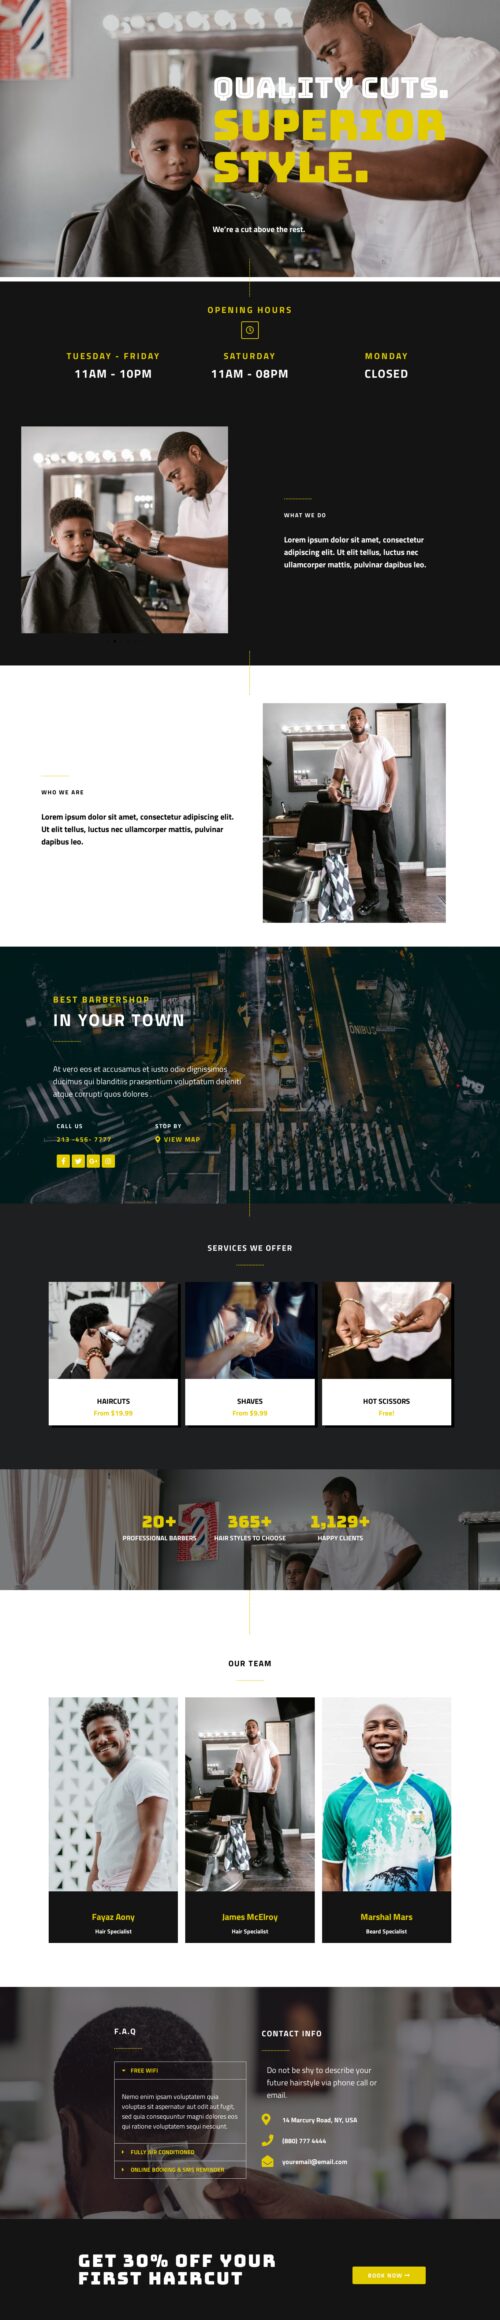 QUALITY CUTS.
SUPERIOR
STYLE.
We're a cut above the rest.
OPENING HOURS
TUESDAY - FRIDAY
11AM - 10PM
SATURDAY
11AM - 08PM
MONDAY
CLOSED
WHAT WE DO
Lorem ipsum dolor sit amet, consectetur
adipiscing elit. Ut elit tellus, luctus nec
ullamcorper mattis, pulvinar dapibus leo.
WHO WE ARE
Lorem ipsum dolor sit amet, consectetur adipiscing elit.
Ut elit tellus, luctus nec ullamcorper mattis, pulvinar
dapibus leo.
BEST BARBERSHOP
IN YOUR TOWN
At vero eos et accusamus et iusto odio dignissimos
ducimus qui blanditiis praesentium voluptatum deleniti
atque corrupti quos dolores .
CALL US
213 -456- 7777
STOP BY
VIEW MAP
SERVICES WE OFFER
HAIRCUTS
From $19.99
SHAVES
From $9.99
HOT SCISSORS
Free!
20+
PROFESSIONAL BARBERS
365+
HAIR STYLES TO CHOOSE
1,129+
HAPPY CLIENTS
OUR TEAM
Fayaz Aony
Hair Specialist
James McElroy
Hair Specialist
Marshal Mars
Beard Specialist
F.A.Q
FREE WIFI
Nemo enim ipsam voluptatem quia
voluptas sit aspernatur aut odit aut fugit,
sed quia consequuntur magni dolores eos
qui ratione voluptatem sequi nesciunt.
FULLY AIR CONDITIONED
ONLINE BOOKING & SMS REMINDER
CONTACT INFO
Do not be shy to describe your
future hairstyle via phone call or
email.
14 Marcury Road, NY, USA
(880) 777 4444
youremail@email.com
GET 30% OFF YOUR
FIRST HAIRCUT
BOOK NOW